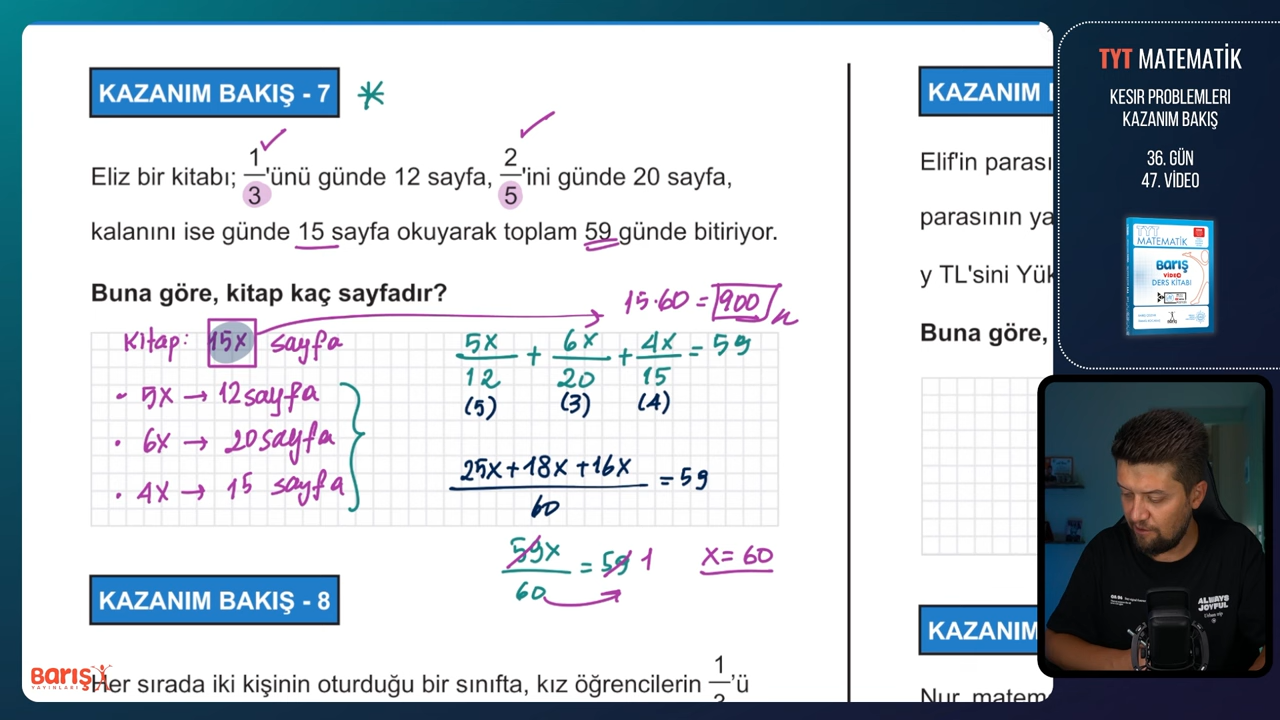 KAZANIM BAKIŞ - 7
Eliz bir kitabı; 1/3'ünü günde 12 sayfa, 2/5'ini günde 20 sayfa,
kalanını ise günde 15 sayfa okuyarak toplam 59 günde bitiriyor.
Buna göre, kitap kaç sayfadır?
15·60 = 900
Kitap: 15x sayfa
• 5x → 12 sayfa
• 6x → 20 sayfa
• 4x → 15 sayfa
5x/12 + 6x/20 + 4x/15 = 59
(5) (3) (4)
25x+18x+16x/60 = 59
59x/60 = 59 1
x = 60
KAZANIM BAKIŞ - 8
Her sırada iki kişinin oturduğu bir sınıfta, kız öğrencilerin 1/3'ü
BARIŞ
YAYINLARI
KAZANIM
Elif'in parası
parasının ya
y TL'sini Yük
Buna göre,
KAZANIM
Nur, matem
TYT MATEMATİK
KESIR PROBLEMLERI
KAZANIM BAKIŞ
36. GÜN
47. VİDEO
TYT
MATEMATİK
BARIŞ
VİDEO
DERS KİTABI
ALWAYS
JOYFUL